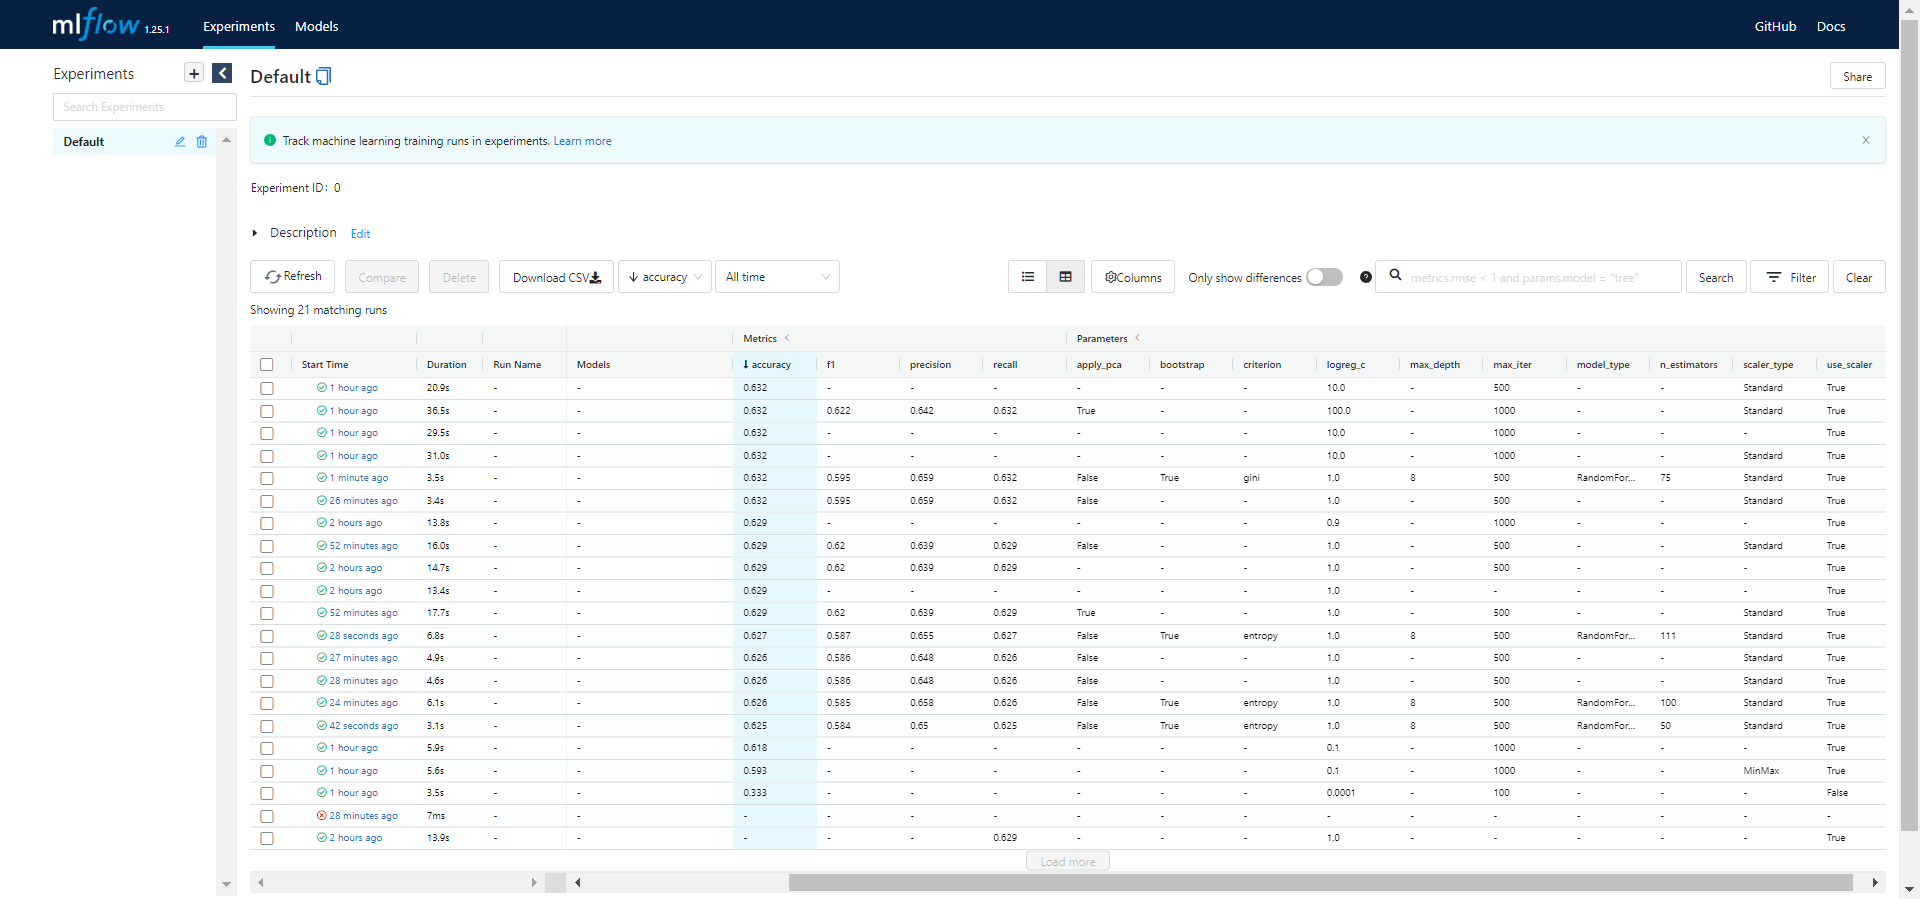 mlflow 1.25.1 Experiments Models GitHub Docs
Experiments + Default Share
Search Experiments
Default
Track machine learning training runs in experiments. Learn more x
Experiment ID: 0
Description Edit
Refresh Compare Delete Download CSV ↓ accuracy All time Columns Only show differences ? metrics.rmse < 1 and params.model = "tree" Search Filter Clear
Showing 21 matching runs
Metrics < Parameters <
Start Time Duration Run Name Models ↓ accuracy f1 precision recall apply_pca bootstrap criterion logreg_c max_depth max_iter model_type n_estimators scaler_type use_scaler
1 hour ago 20.9s - - 0.632 - - - - - - 10.0 - 500 - - Standard True
1 hour ago 36.5s - - 0.632 0.622 0.642 0.632 True - - 100.0 - 1000 - - Standard True
1 hour ago 29.5s - - 0.632 - - - - - - 10.0 - 1000 - - - True
1 hour ago 31.0s - - 0.632 - - - - - - 10.0 - 1000 - - Standard True
1 minute ago 3.5s - - 0.632 0.595 0.659 0.632 False True gini 1.0 8 500 RandomFor... 75 Standard True
26 minutes ago 3.4s - - 0.632 0.595 0.659 0.632 False - - 1.0 - 500 - - Standard True
2 hours ago 13.8s - - 0.629 - - - - - - 0.9 - 1000 - - - True
52 minutes ago 16.0s - - 0.629 0.62 0.639 0.629 False - - 1.0 - 500 - - Standard True
2 hours ago 14.7s - - 0.629 0.62 0.639 0.629 - - - 1.0 - 500 - - - True
2 hours ago 13.4s - - 0.629 - - - - - - 1.0 - - - - - True
52 minutes ago 17.7s - - 0.629 0.62 0.639 0.629 True - - 1.0 - 500 - - Standard True
28 seconds ago 6.8s - - 0.627 0.587 0.655 0.627 False True entropy 1.0 8 500 RandomFor... 111 Standard True
27 minutes ago 4.9s - - 0.626 0.586 0.648 0.626 False - - 1.0 - 500 - - Standard True
28 minutes ago 4.6s - - 0.626 0.586 0.648 0.626 False - - 1.0 - 500 - - Standard True
24 minutes ago 6.1s - - 0.626 0.585 0.658 0.626 False True entropy 1.0 8 500 RandomFor... 100 Standard True
42 seconds ago 3.1s - - 0.625 0.584 0.65 0.625 False True entropy 1.0 8 500 RandomFor... 50 Standard True
1 hour ago 5.9s - - 0.618 - - - - - - 0.1 - 1000 - - - True
1 hour ago 5.6s - - 0.593 - - - - - - 0.1 - 1000 - - MinMax True
1 hour ago 3.5s - - 0.333 - - - - - - 0.0001 - 100 - - - False
28 minutes ago 7ms - - - - - - - - - - - - - - - -
2 hours ago 13.9s - - - - - 0.629 - - - 1.0 - - - - - True
Load more